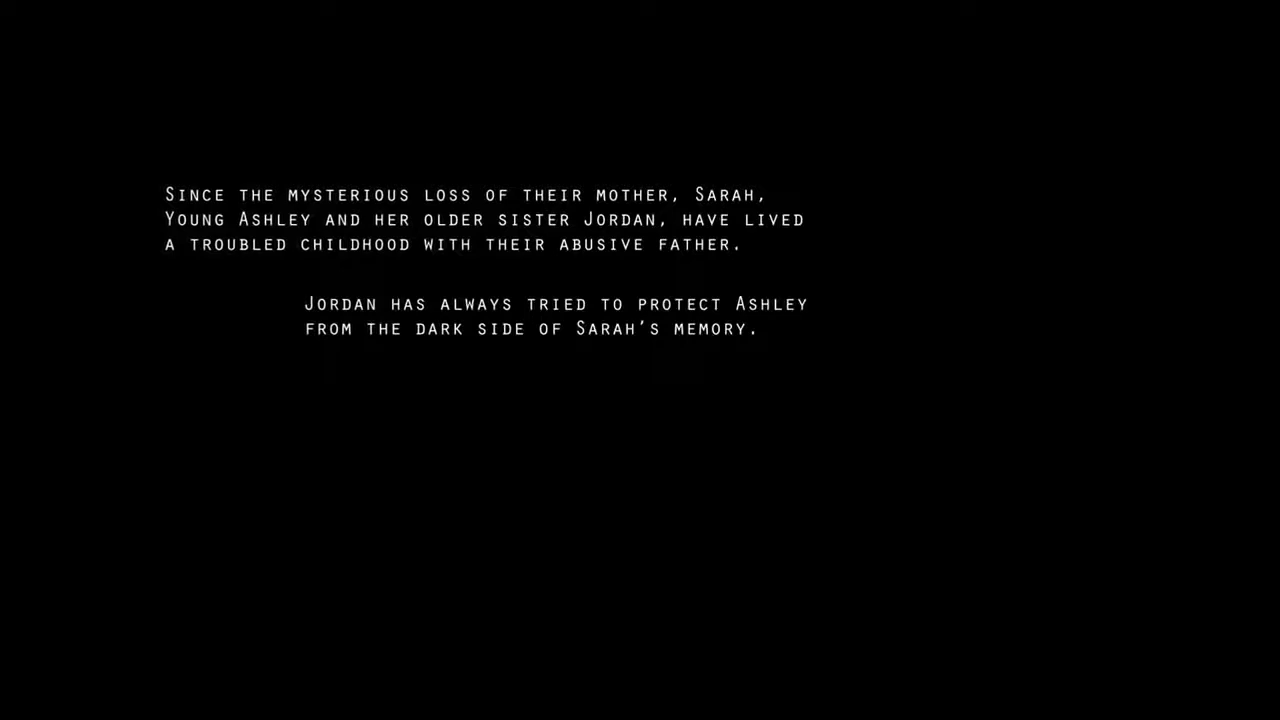 Since the mysterious loss of their mother, Sarah,
Young Ashley and her older sister Jordan, have lived
a troubled childhood with their abusive father.
Jordan has always tried to protect Ashley
from the dark side of Sarah's memory.